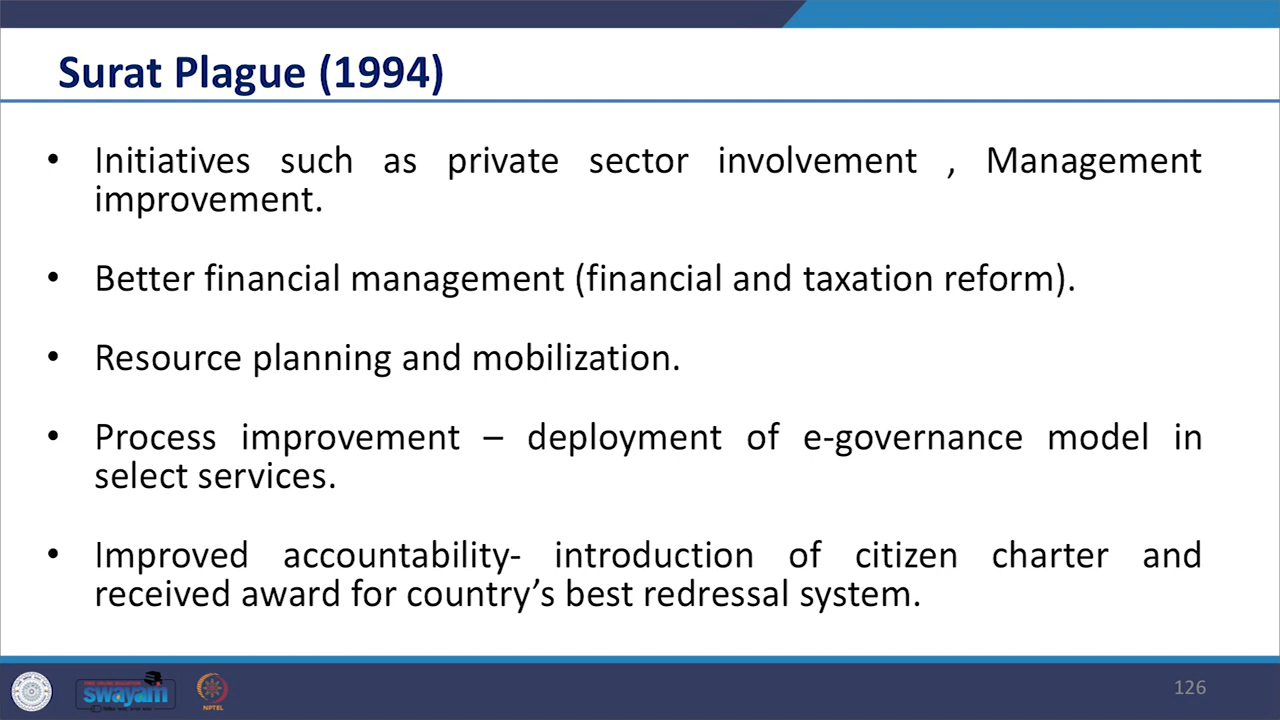 Surat Plague (1994)
• Initiatives such as private sector involvement , Management
improvement.
• Better financial management (financial and taxation reform).
• Resource planning and mobilization.
• Process improvement – deployment of e-governance model in
select services.
• Improved accountability- introduction of citizen charter and
received award for country’s best redressal system.
swayam
NPTEL
126